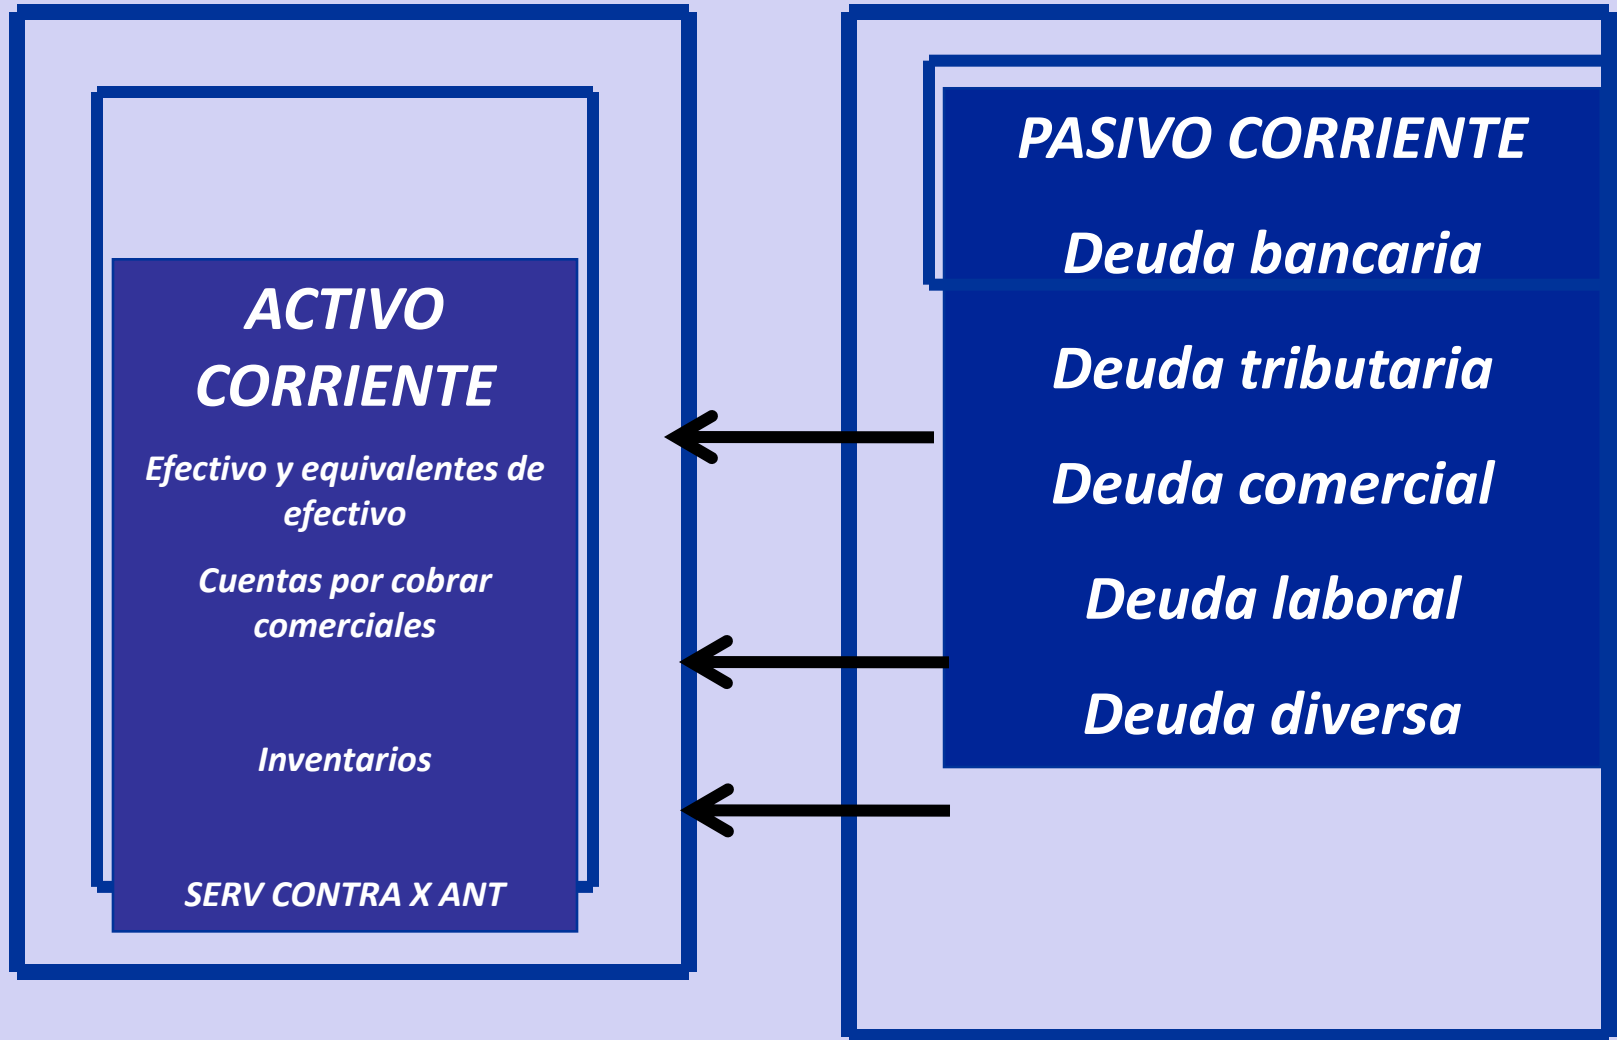 ACTIVO
CORRIENTE
Efectivo y equivalentes de
efectivo
Cuentas por cobrar
comerciales
Inventarios
SERV CONTRA X ANT
PASIVO CORRIENTE
Deuda bancaria
Deuda tributaria
Deuda comercial
Deuda laboral
Deuda diversa